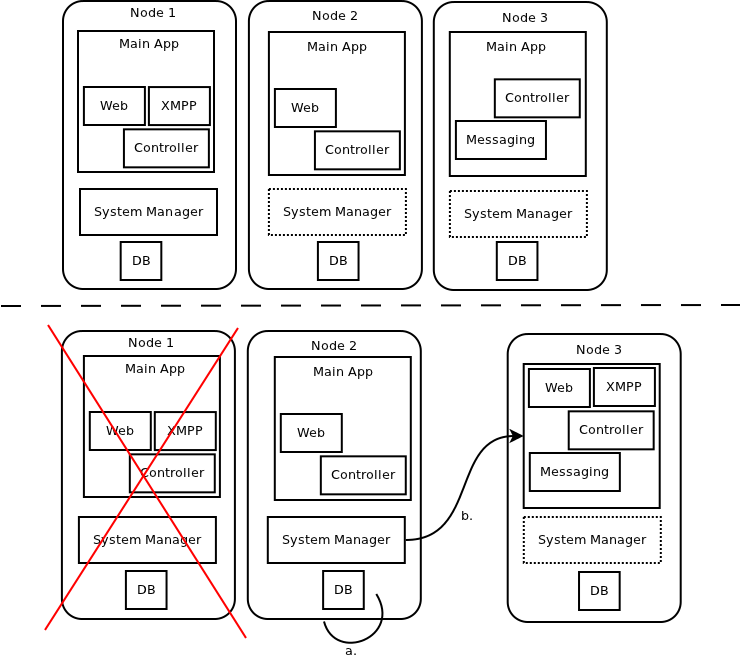 Node 1
Main App
Web
XMPP
Controller
System Manager
DB
Node 2
Main App
Web
Controller
System Manager
DB
Node 3
Main App
Controller
Messaging
System Manager
DB
Node 1
Main App
Web
XMPP
Controller
System Manager
DB
Node 2
Main App
Web
Controller
System Manager
DB
a.
b.
Node 3
Main App
Web
XMPP
Controller
Messaging
System Manager
DB